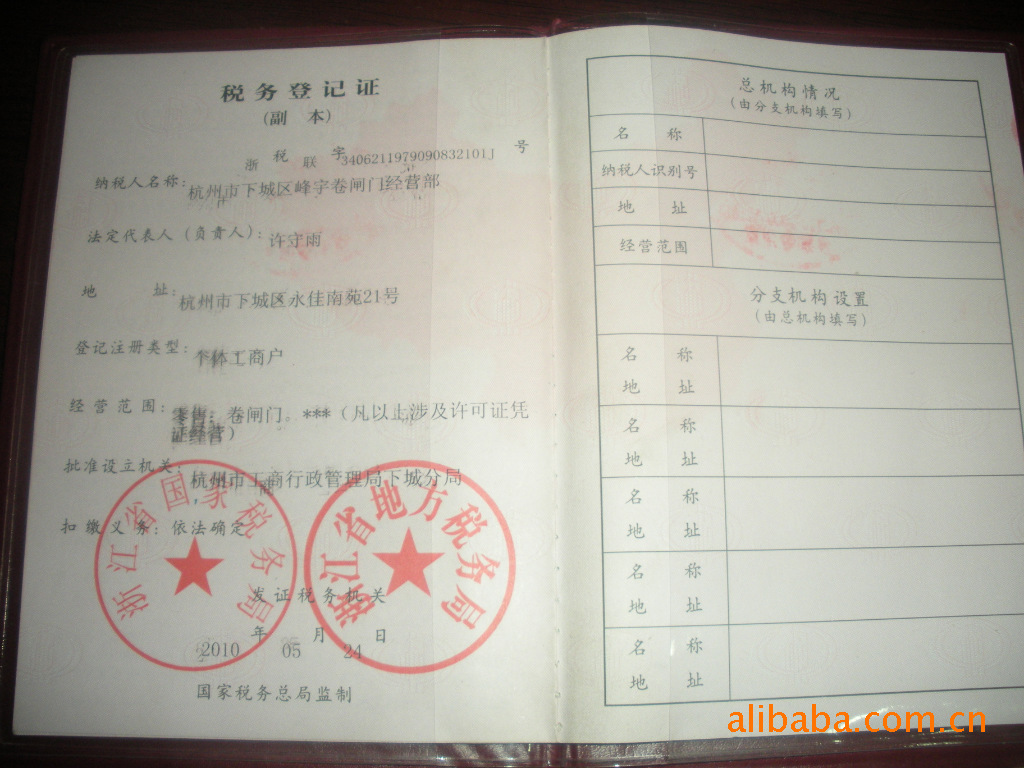 税务登记证
(副 本)
浙 税 联 字 3406211979090832101J 号
纳税人名称: 杭州市下城区峰宇卷闸门经营部
法定代表人（负责人）: 许守雨
地 址: 杭州市下城区永佳南苑21号
登记注册类型: 个体工商户
经营范围: 零售：卷闸门。***（凡以上涉及许可证凭
证经营）
批准设立机关: 杭州市工商行政管理局下城分局
扣缴义务: 依法确定
浙江省国家税务局
浙江省地方税务局
发证税务机关
2010 年 05 月 24 日
国家税务总局监制
总机构情况
(由分支机构填写)
名 称
纳税人识别号
地 址
经营范围
分支机构设置
(由总机构填写)
名 称
地 址
名 称
地 址
名 称
地 址
名 称
地 址
名 称
地 址
alibaba.com.cn